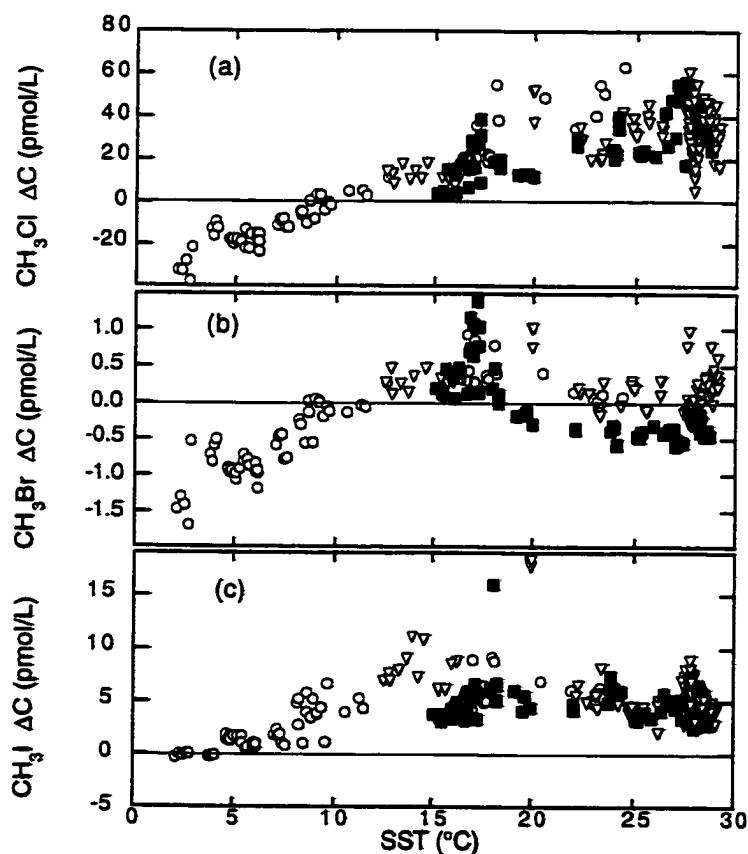 80
60
40
20
0
-20
CH₃Cl ΔC (pmol/L)
(a)
1.0
0.5
0.0
-0.5
-1.0
-1.5
CH₃Br ΔC (pmol/L)
(b)
15
10
5
0
-5
CH₃I ΔC (pmol/L)
(c)
0 5 10 15 20 25 30
SST (°C)